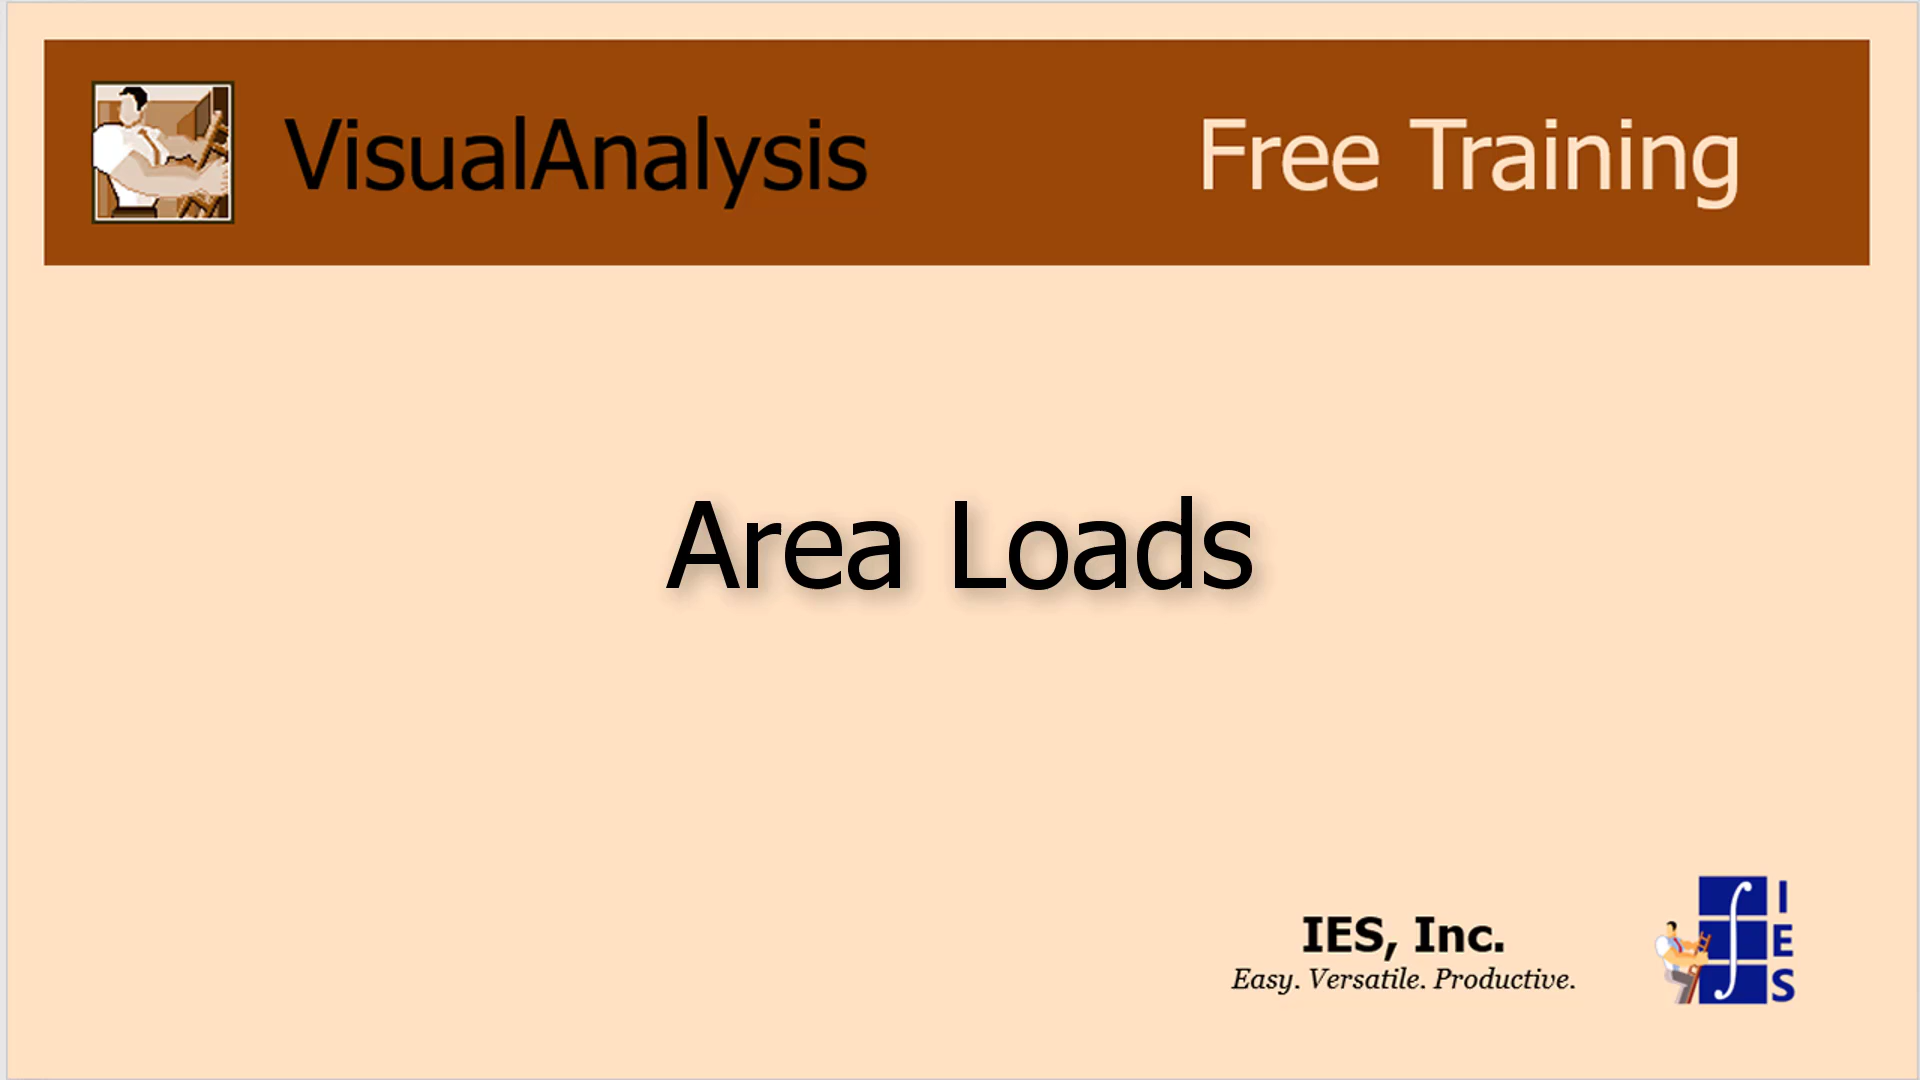 VisualAnalysis
Free Training
Area Loads
IES, Inc.
Easy. Versatile. Productive.
I
E
S